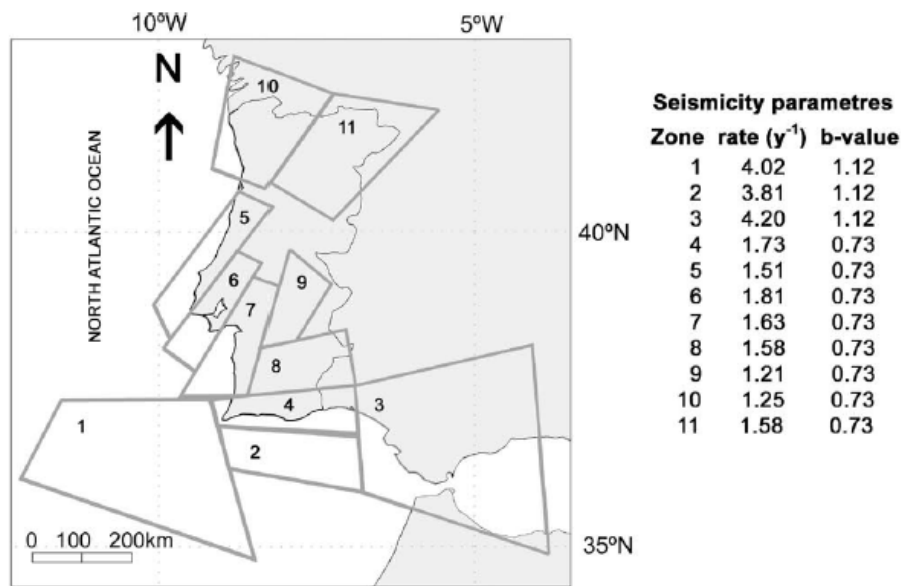 10ºW
5ºW
N
NORTH ATLANTIC OCEAN
10
11
5
40ºN
6
9
7
8
4
3
1
2
0 100 200km
35ºN
Seismicity parametres
Zone rate (y⁻¹) b-value
1 4.02 1.12
2 3.81 1.12
3 4.20 1.12
4 1.73 0.73
5 1.51 0.73
6 1.81 0.73
7 1.63 0.73
8 1.58 0.73
9 1.21 0.73
10 1.25 0.73
11 1.58 0.73